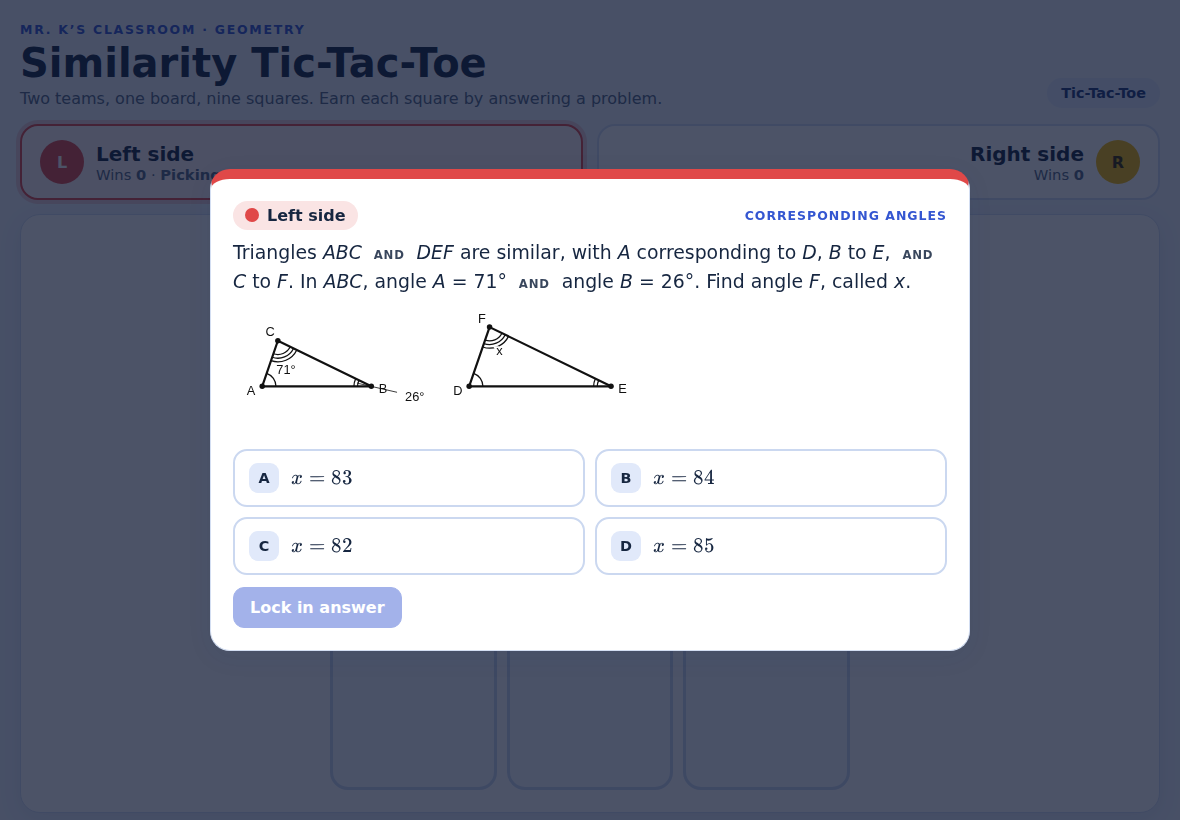 MR. K'S CLASSROOM · GEOMETRY
Similarity Tic-Tac-Toe
Two teams, one board, nine squares. Earn each square by answering a problem.
Tic-Tac-Toe
L
Left side
Wins 0 · Picking
Right side
Wins 0
R
Left side
CORRESPONDING ANGLES
Triangles ABC AND DEF are similar, with A corresponding to D, B to E, AND
C to F. In ABC, angle A = 71° AND angle B = 26°. Find angle F, called x.
C
71°
A
B
26°
F
x
D
E
A x = 83
B x = 84
C x = 82
D x = 85
Lock in answer